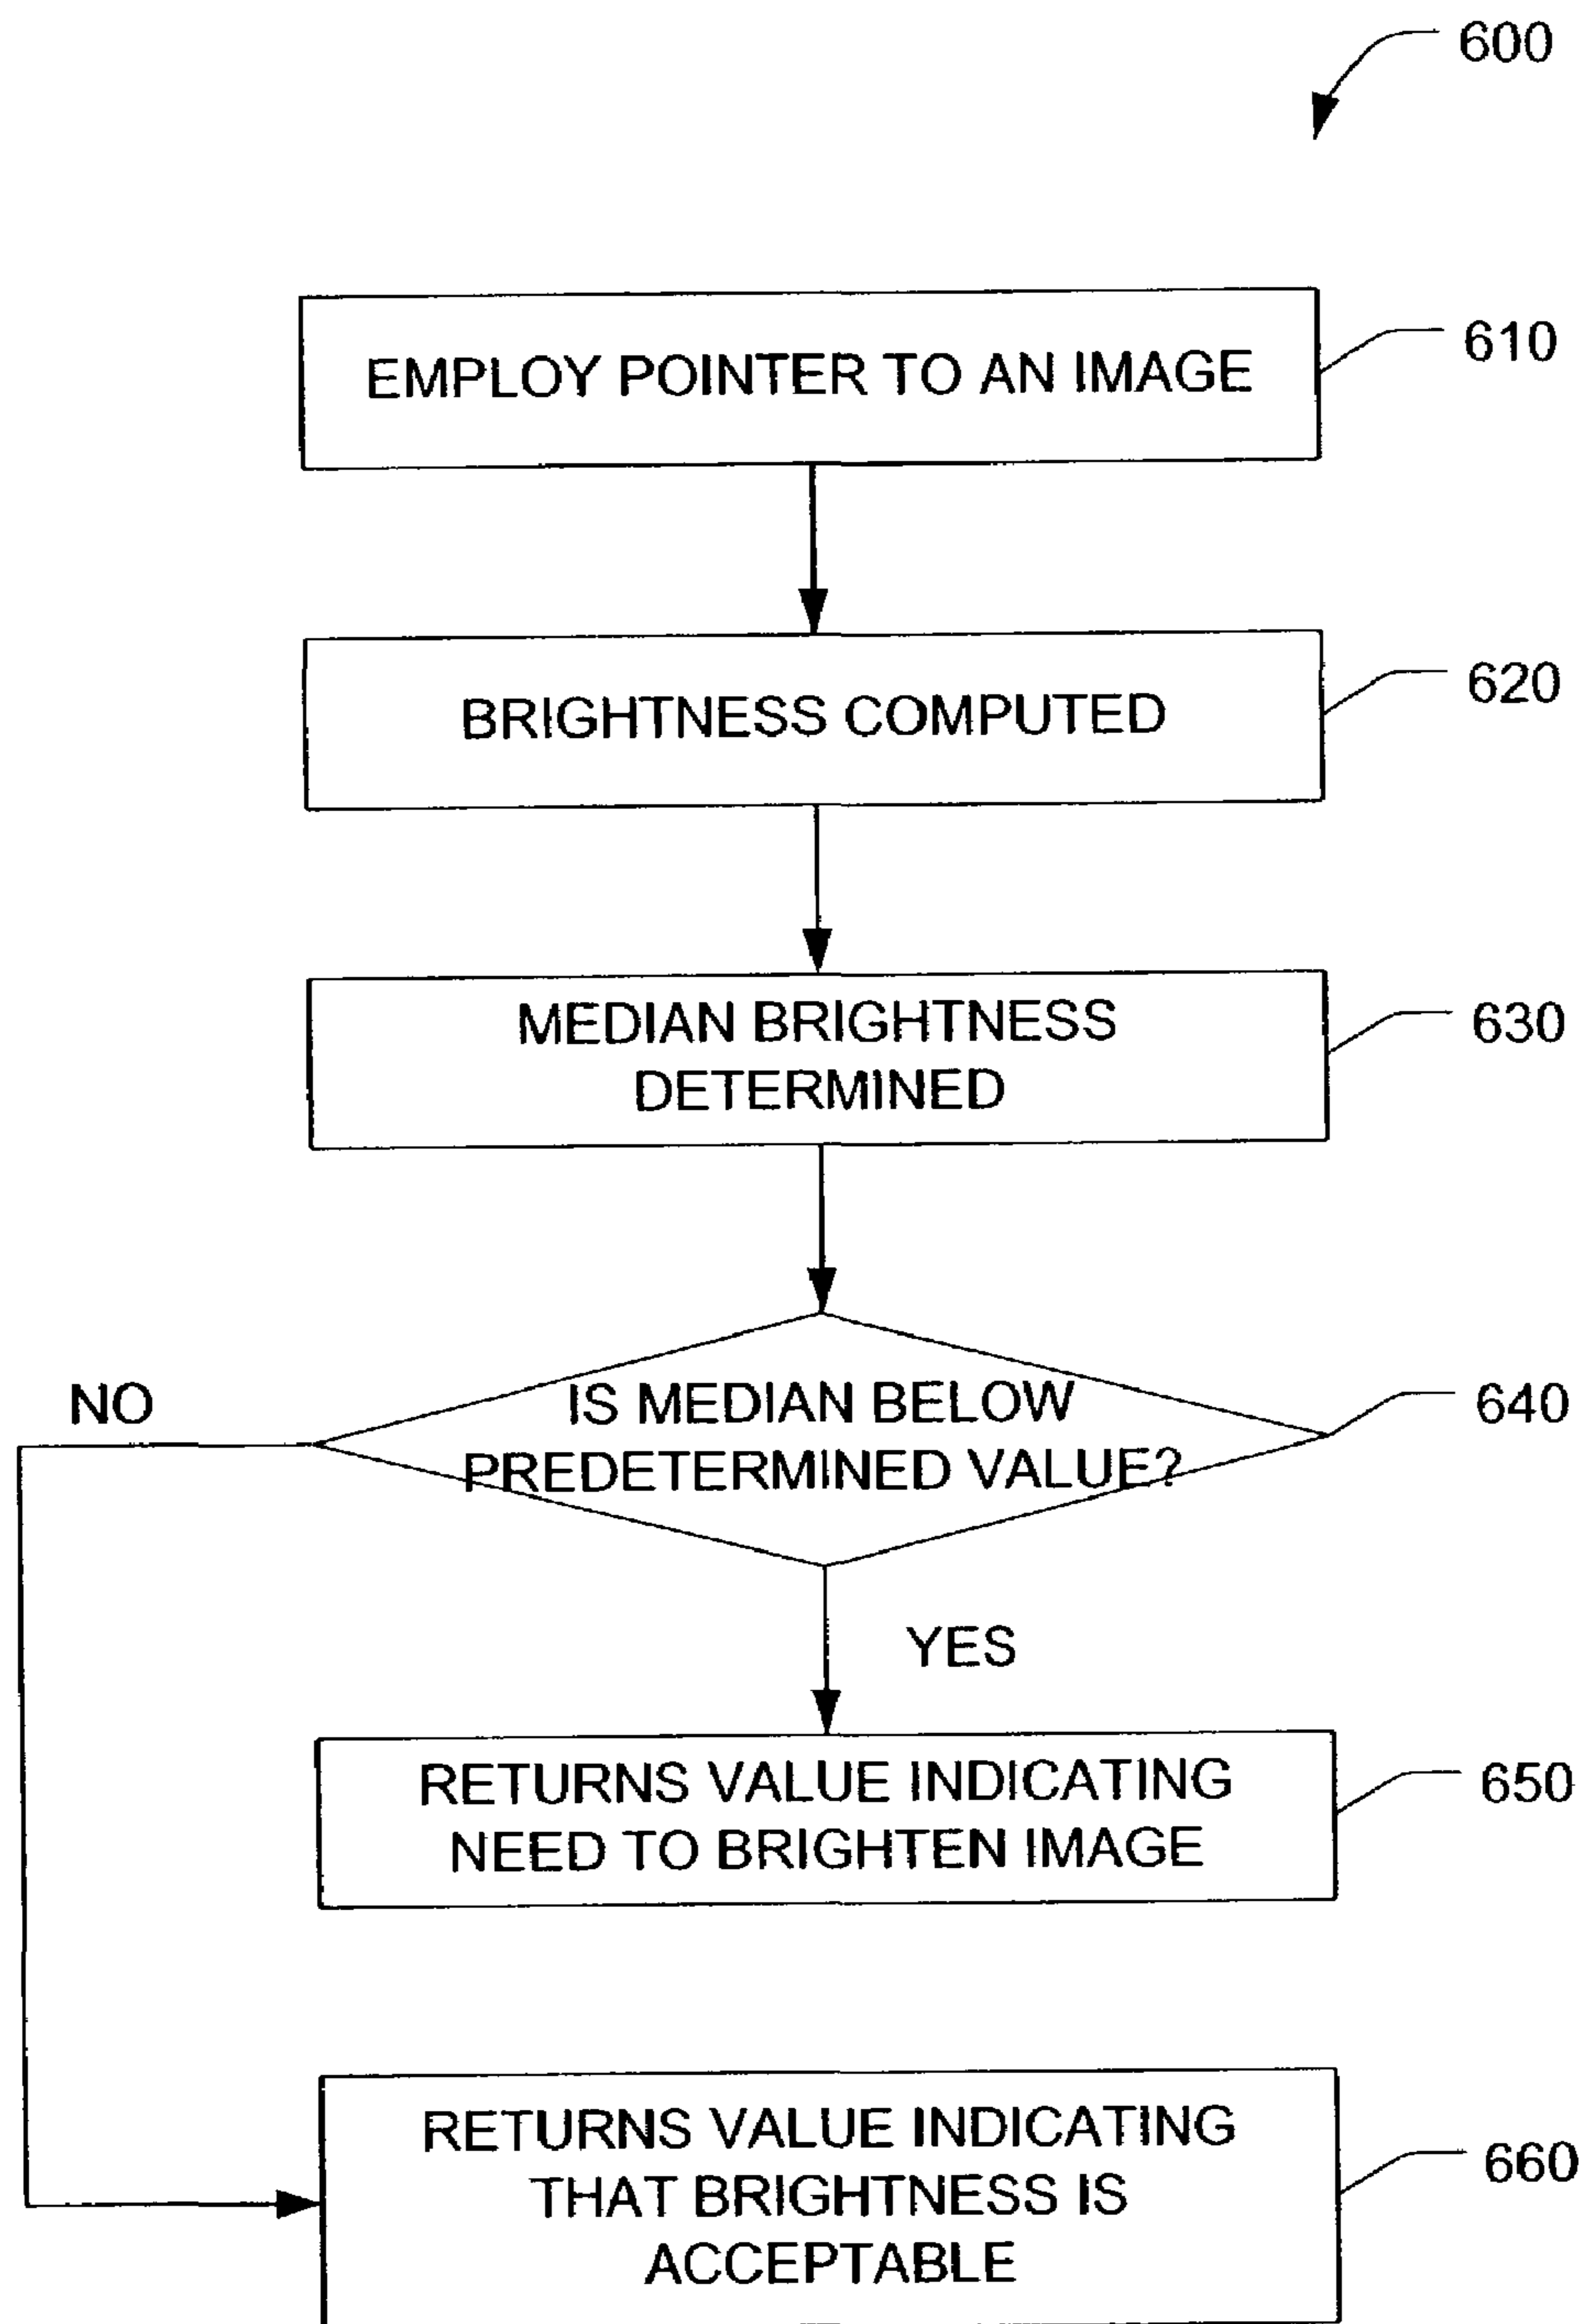 600
EMPLOY POINTER TO AN IMAGE
610
BRIGHTNESS COMPUTED
620
MEDIAN BRIGHTNESS
DETERMINED
630
NO
IS MEDIAN BELOW
PREDETERMINED VALUE?
640
YES
RETURNS VALUE INDICATING
NEED TO BRIGHTEN IMAGE
650
RETURNS VALUE INDICATING
THAT BRIGHTNESS IS
ACCEPTABLE
660